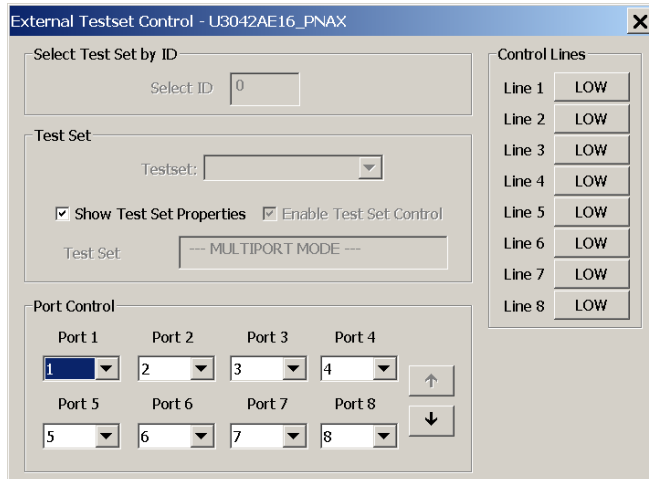 External Testset Control - U3042AE16_PNAX
Select Test Set by ID
Select ID 0
Test Set
Testset:
Show Test Set Properties Enable Test Set Control
Test Set --- MULTIPORT MODE ---
Port Control
Port 1 Port 2 Port 3 Port 4
1 2 3 4
Port 5 Port 6 Port 7 Port 8
5 6 7 8
Control Lines
Line 1 LOW
Line 2 LOW
Line 3 LOW
Line 4 LOW
Line 5 LOW
Line 6 LOW
Line 7 LOW
Line 8 LOW